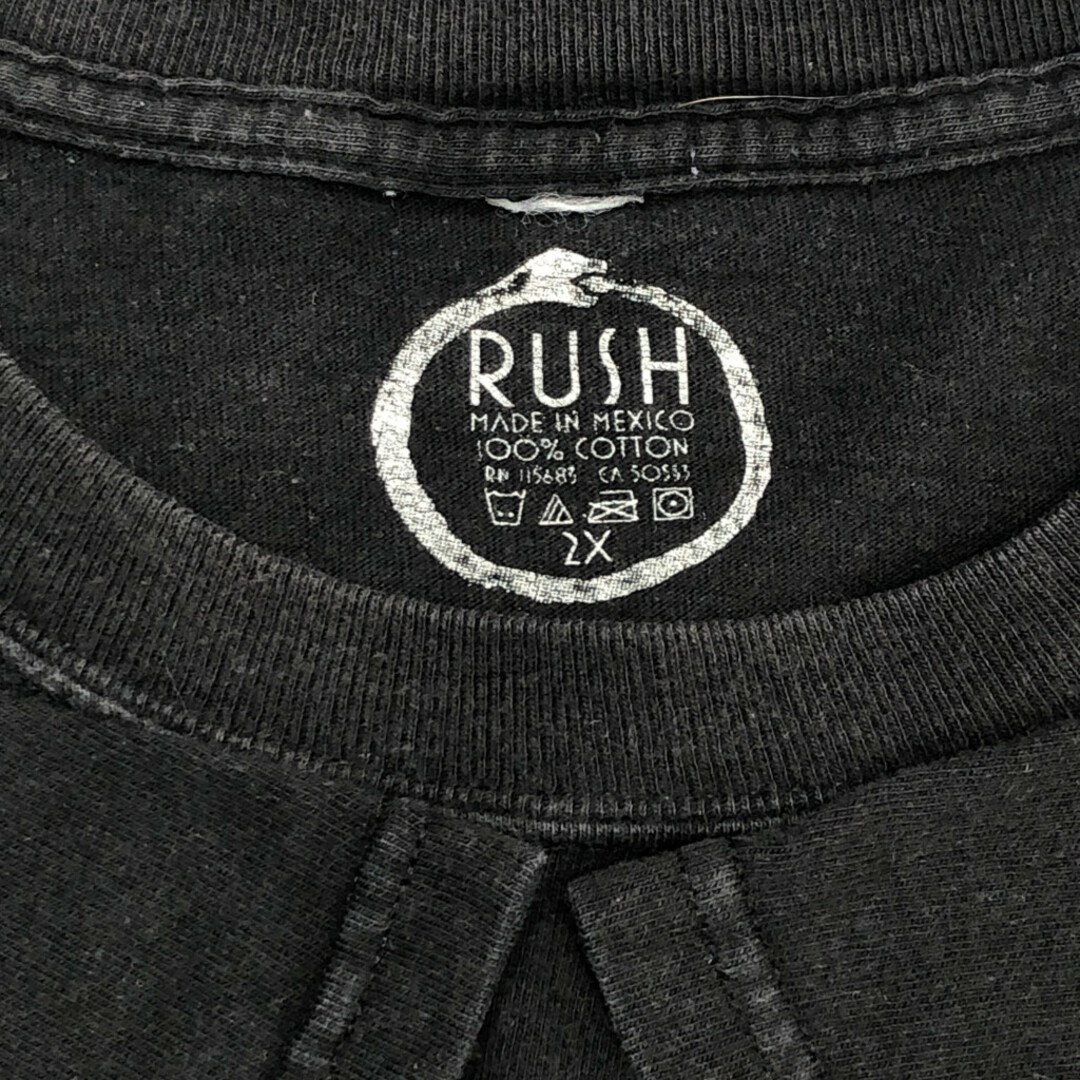 RUSH
MADE IN MEXICO
100% COTTON
RN 115683 CA 50533
2X